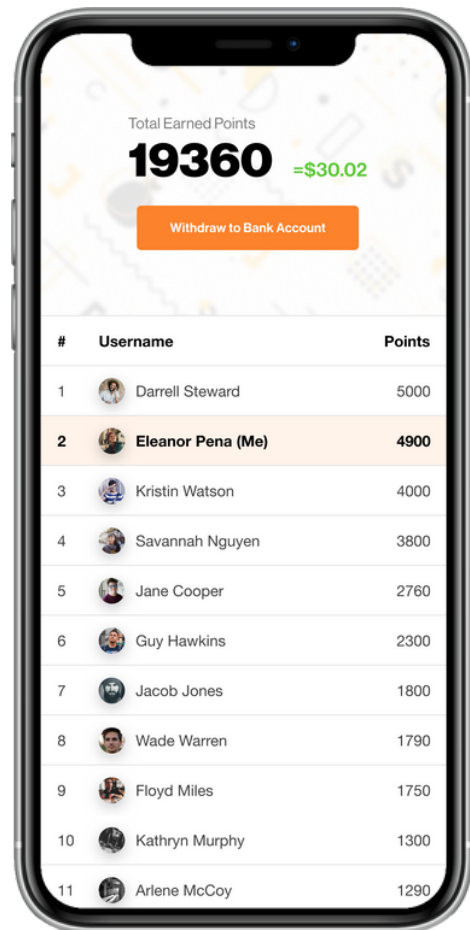 Total Earned Points
19360 =$30.02
Withdraw to Bank Account
# Username Points
1 Darrell Steward 5000
2 Eleanor Pena (Me) 4900
3 Kristin Watson 4000
4 Savannah Nguyen 3800
5 Jane Cooper 2760
6 Guy Hawkins 2300
7 Jacob Jones 1800
8 Wade Warren 1790
9 Floyd Miles 1750
10 Kathryn Murphy 1300
11 Arlene McCoy 1290